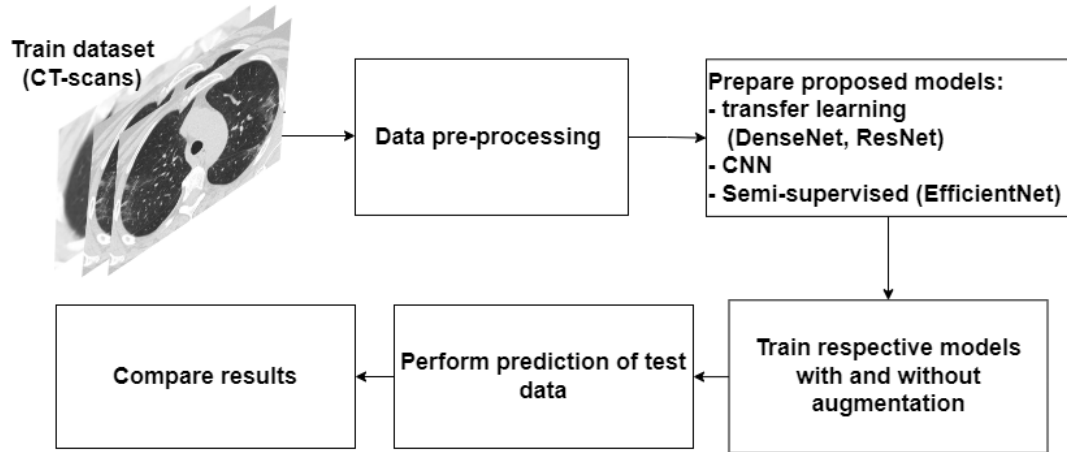 Train dataset
(CT-scans)
Data pre-processing
Prepare proposed models:
- transfer learning
(DenseNet, ResNet)
- CNN
- Semi-supervised (EfficientNet)
Train respective models
with and without
augmentation
Perform prediction of test
data
Compare results